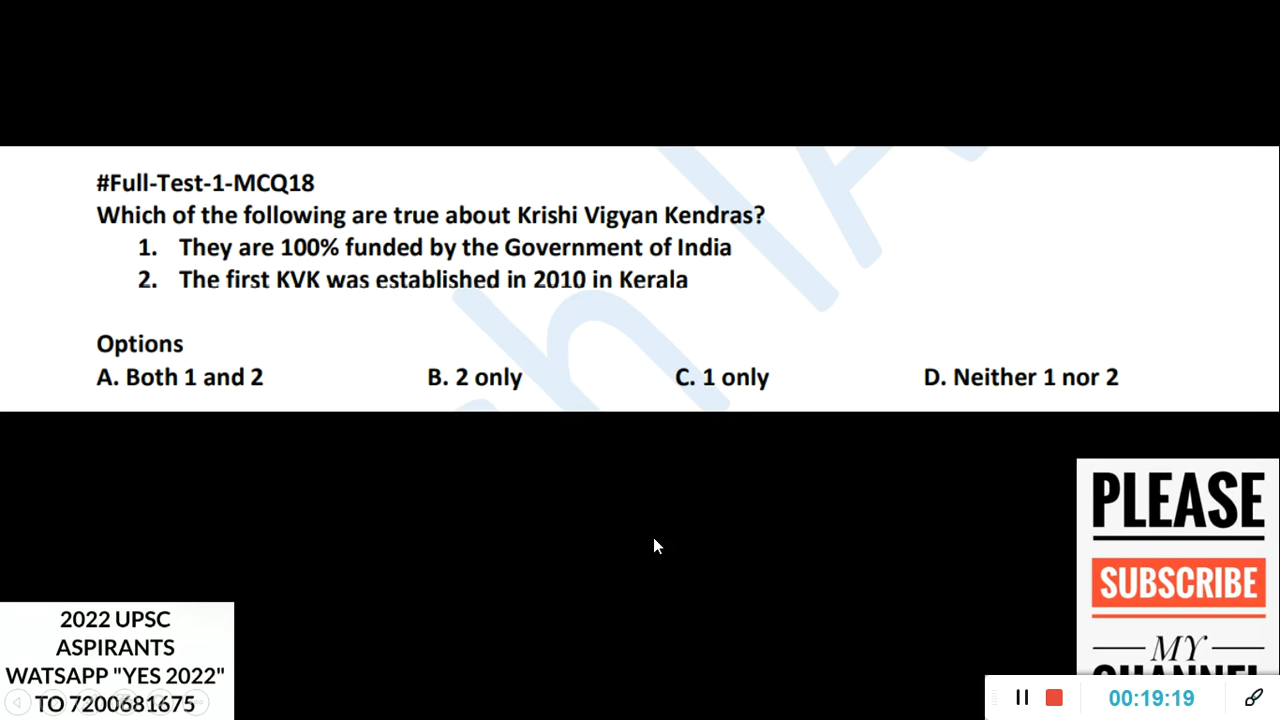 #Full-Test-1-MCQ18
Which of the following are true about Krishi Vigyan Kendras?
1. They are 100% funded by the Government of India
2. The first KVK was established in 2010 in Kerala
Options
A. Both 1 and 2 B. 2 only C. 1 only D. Neither 1 nor 2
PLEASE
SUBSCRIBE
MY
CHANNEL
2022 UPSC
ASPIRANTS
WATSAPP "YES 2022"
TO 7200681675
00:19:19